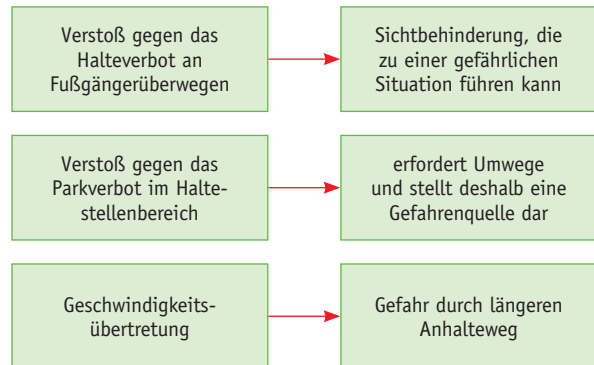 Verstoß gegen das
Halteverbot an
Fußgängerüberwegen
Sichtbehinderung, die
zu einer gefährlichen
Situation führen kann
Verstoß gegen das
Parkverbot im Halte-
stellenbereich
erfordert Umwege
und stellt deshalb eine
Gefahrenquelle dar
Geschwindigkeits-
übertretung
Gefahr durch längeren
Anhalteweg